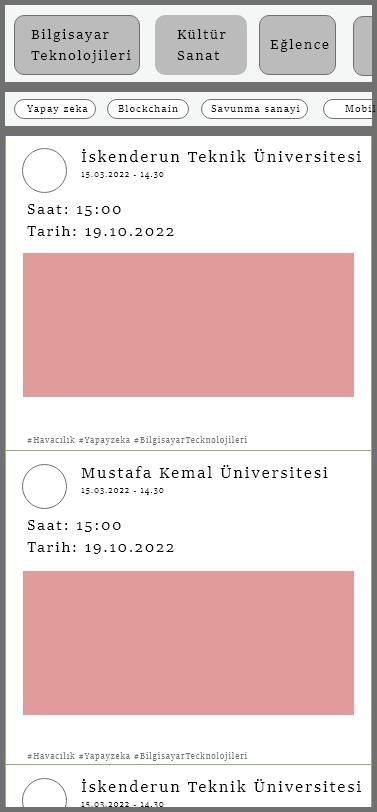 Bilgisayar
Teknolojileri
Kültür
Sanat
Eğlence
Yapay zeka
Blockchain
Savunma sanayi
Mobil
İskenderun Teknik Üniversitesi
15.03.2022 - 14.30
Saat: 15:00
Tarih: 19.10.2022
#Havacılık #Yapayzeka #BilgisayarTecknolojileri
Mustafa Kemal Üniversitesi
15.03.2022 - 14.30
Saat: 15:00
Tarih: 19.10.2022
#Havacılık #Yapayzeka #BilgisayarTecknolojileri
İskenderun Teknik Üniversitesi
15.03.2022 - 14.30